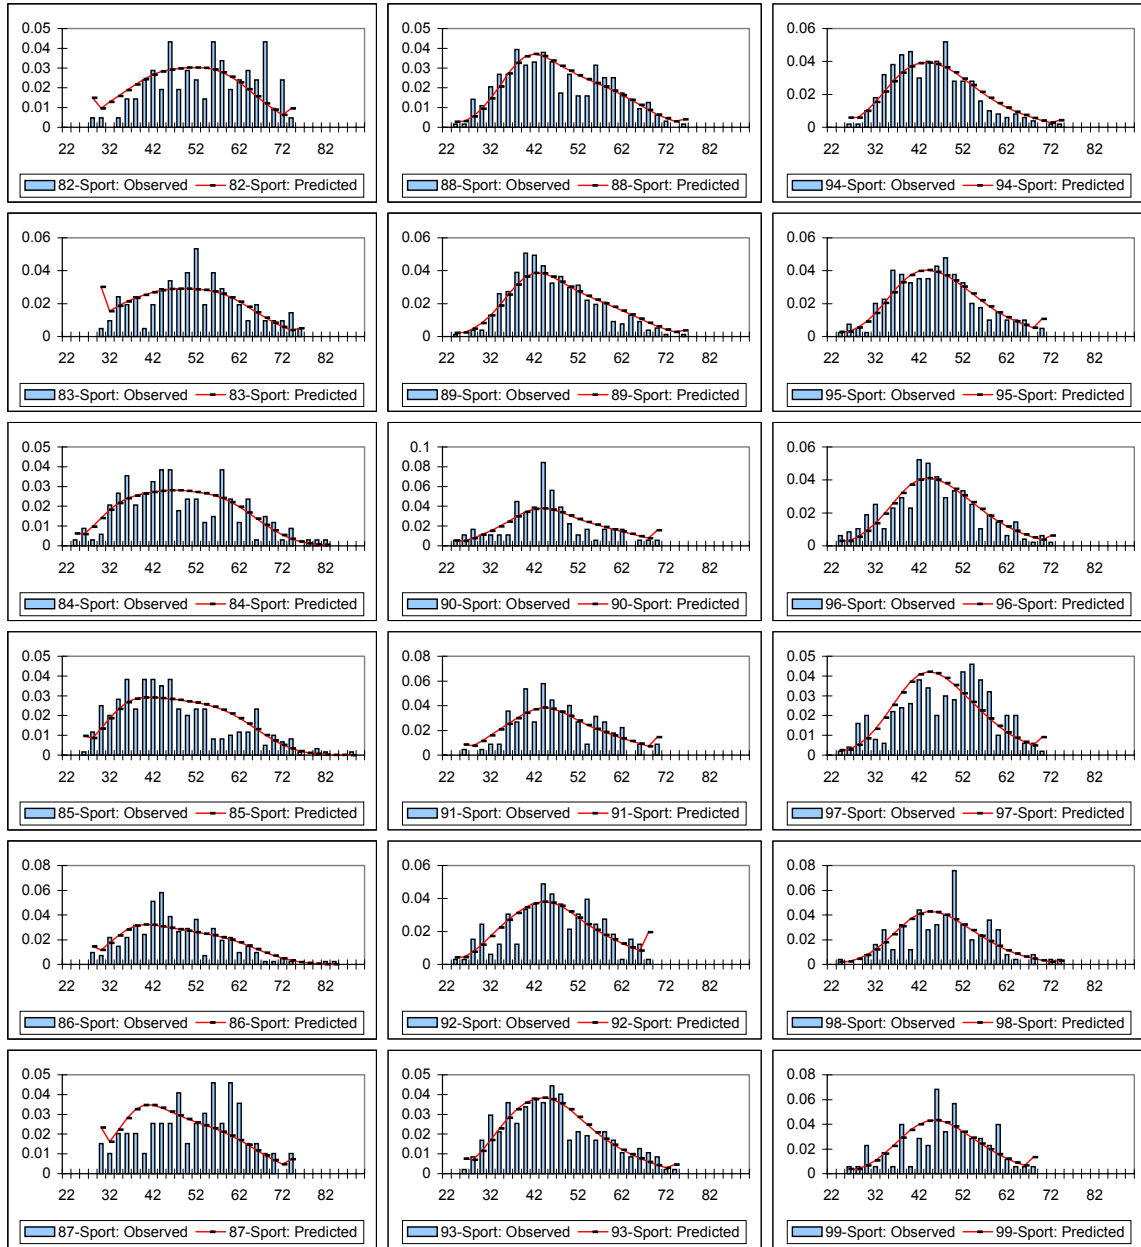 0.05
0.04
0.03
0.02
0.01
0
22 32 42 52 62 72 82
82-Sport: Observed 82-Sport: Predicted
0.05
0.04
0.03
0.02
0.01
0
22 32 42 52 62 72 82
88-Sport: Observed 88-Sport: Predicted
0.06
0.04
0.02
0
22 32 42 52 62 72 82
94-Sport: Observed 94-Sport: Predicted
0.06
0.04
0.02
0
22 32 42 52 62 72 82
83-Sport: Observed 83-Sport: Predicted
0.06
0.04
0.02
0
22 32 42 52 62 72 82
89-Sport: Observed 89-Sport: Predicted
0.06
0.04
0.02
0
22 32 42 52 62 72 82
95-Sport: Observed 95-Sport: Predicted
0.05
0.04
0.03
0.02
0.01
0
22 32 42 52 62 72 82
84-Sport: Observed 84-Sport: Predicted
0.1
0.08
0.06
0.04
0.02
0
22 32 42 52 62 72 82
90-Sport: Observed 90-Sport: Predicted
0.06
0.04
0.02
0
22 32 42 52 62 72 82
96-Sport: Observed 96-Sport: Predicted
0.05
0.04
0.03
0.02
0.01
0
22 32 42 52 62 72 82
85-Sport: Observed 85-Sport: Predicted
0.08
0.06
0.04
0.02
0
22 32 42 52 62 72 82
91-Sport: Observed 91-Sport: Predicted
0.05
0.04
0.03
0.02
0.01
0
22 32 42 52 62 72 82
97-Sport: Observed 97-Sport: Predicted
0.08
0.06
0.04
0.02
0
22 32 42 52 62 72 82
86-Sport: Observed 86-Sport: Predicted
0.06
0.04
0.02
0
22 32 42 52 62 72 82
92-Sport: Observed 92-Sport: Predicted
0.08
0.06
0.04
0.02
0
22 32 42 52 62 72 82
98-Sport: Observed 98-Sport: Predicted
0.05
0.04
0.03
0.02
0.01
0
22 32 42 52 62 72 82
87-Sport: Observed 87-Sport: Predicted
0.05
0.04
0.03
0.02
0.01
0
22 32 42 52 62 72 82
93-Sport: Observed 93-Sport: Predicted
0.08
0.06
0.04
0.02
0
22 32 42 52 62 72 82
99-Sport: Observed 99-Sport: Predicted